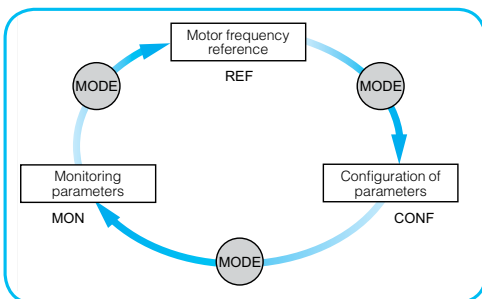 Motor frequency
reference
REF
MODE
MODE
Monitoring
parameters
MON
Configuration of
parameters
CONF
MODE